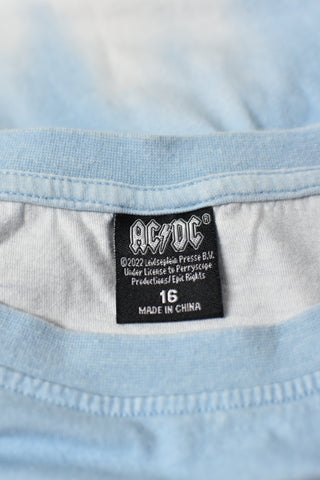 AC⚡DC®
©2022 Leidseplein Presse B.V.
Under License to Perryscope
Productions/Epic Rights
16
MADE IN CHINA